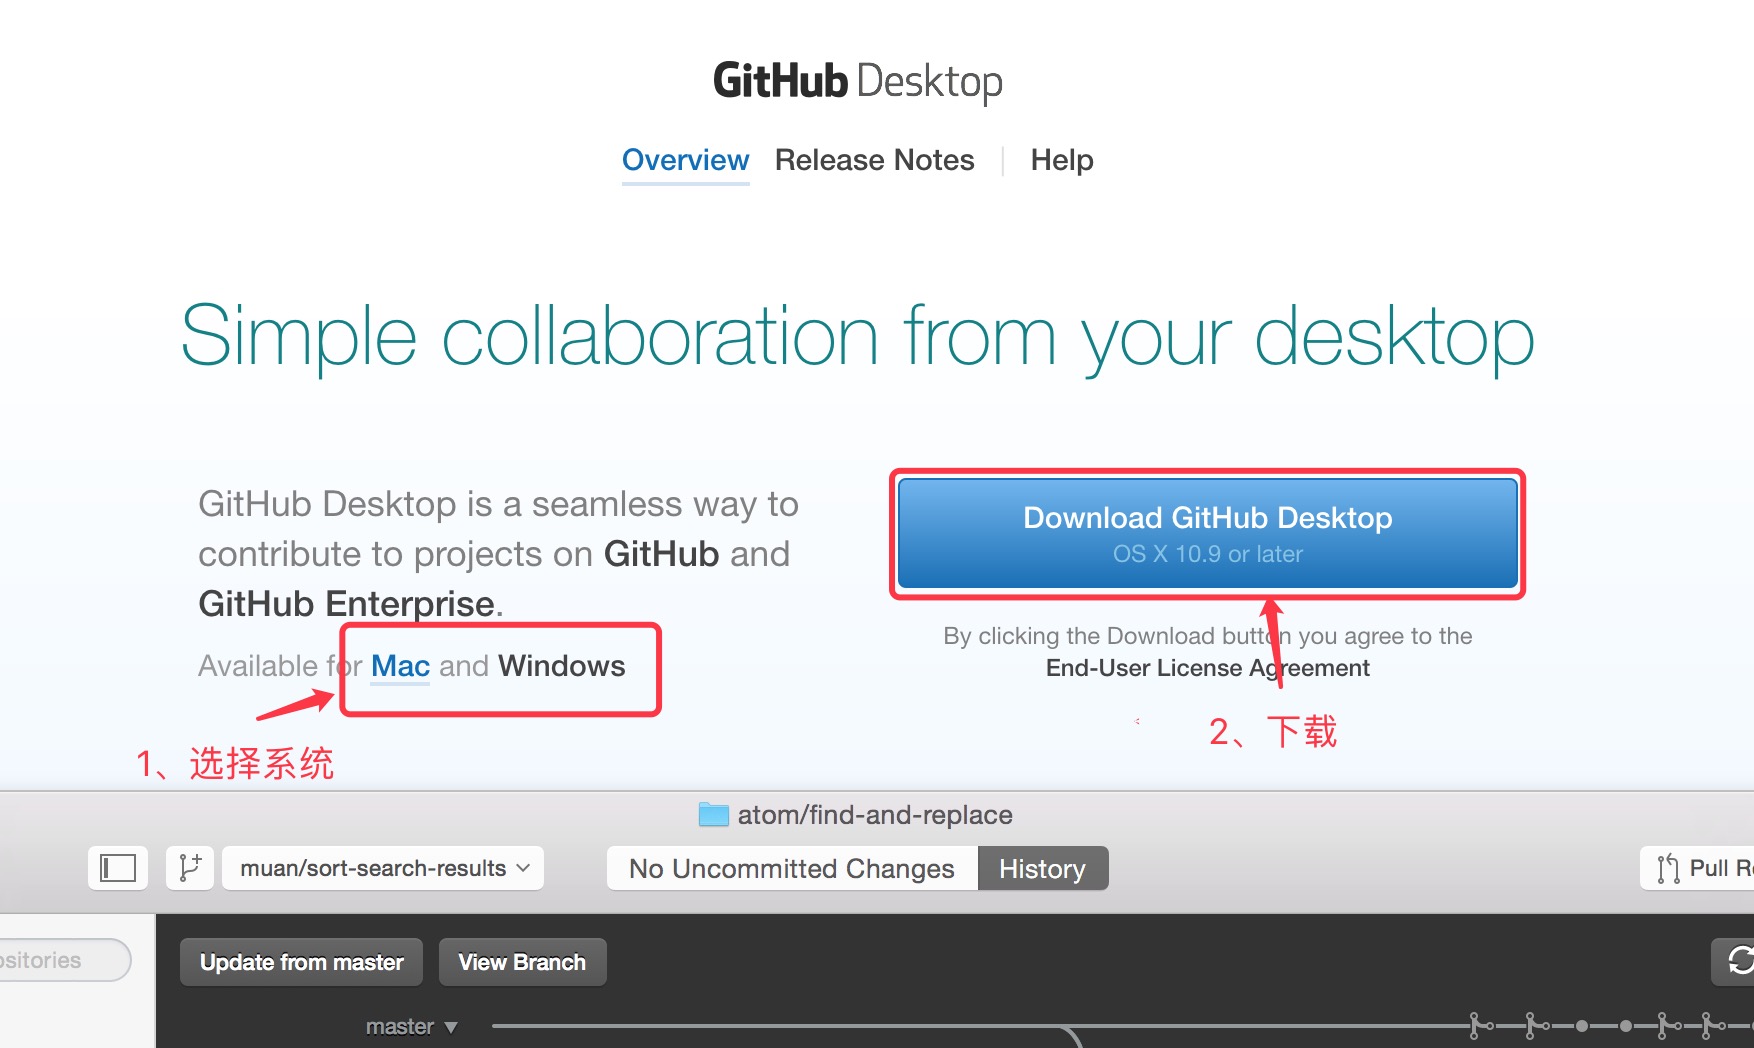 GitHub Desktop
Overview Release Notes Help
Simple collaboration from your desktop
GitHub Desktop is a seamless way to
contribute to projects on GitHub and
GitHub Enterprise.
Available for Mac and Windows
Download GitHub Desktop
OS X 10.9 or later
By clicking the Download button you agree to the
End-User License Agreement
1、选择系统
2、下载
atom/find-and-replace
muan/sort-search-results
No Uncommitted Changes
History
Pull
Update from master
View Branch
master